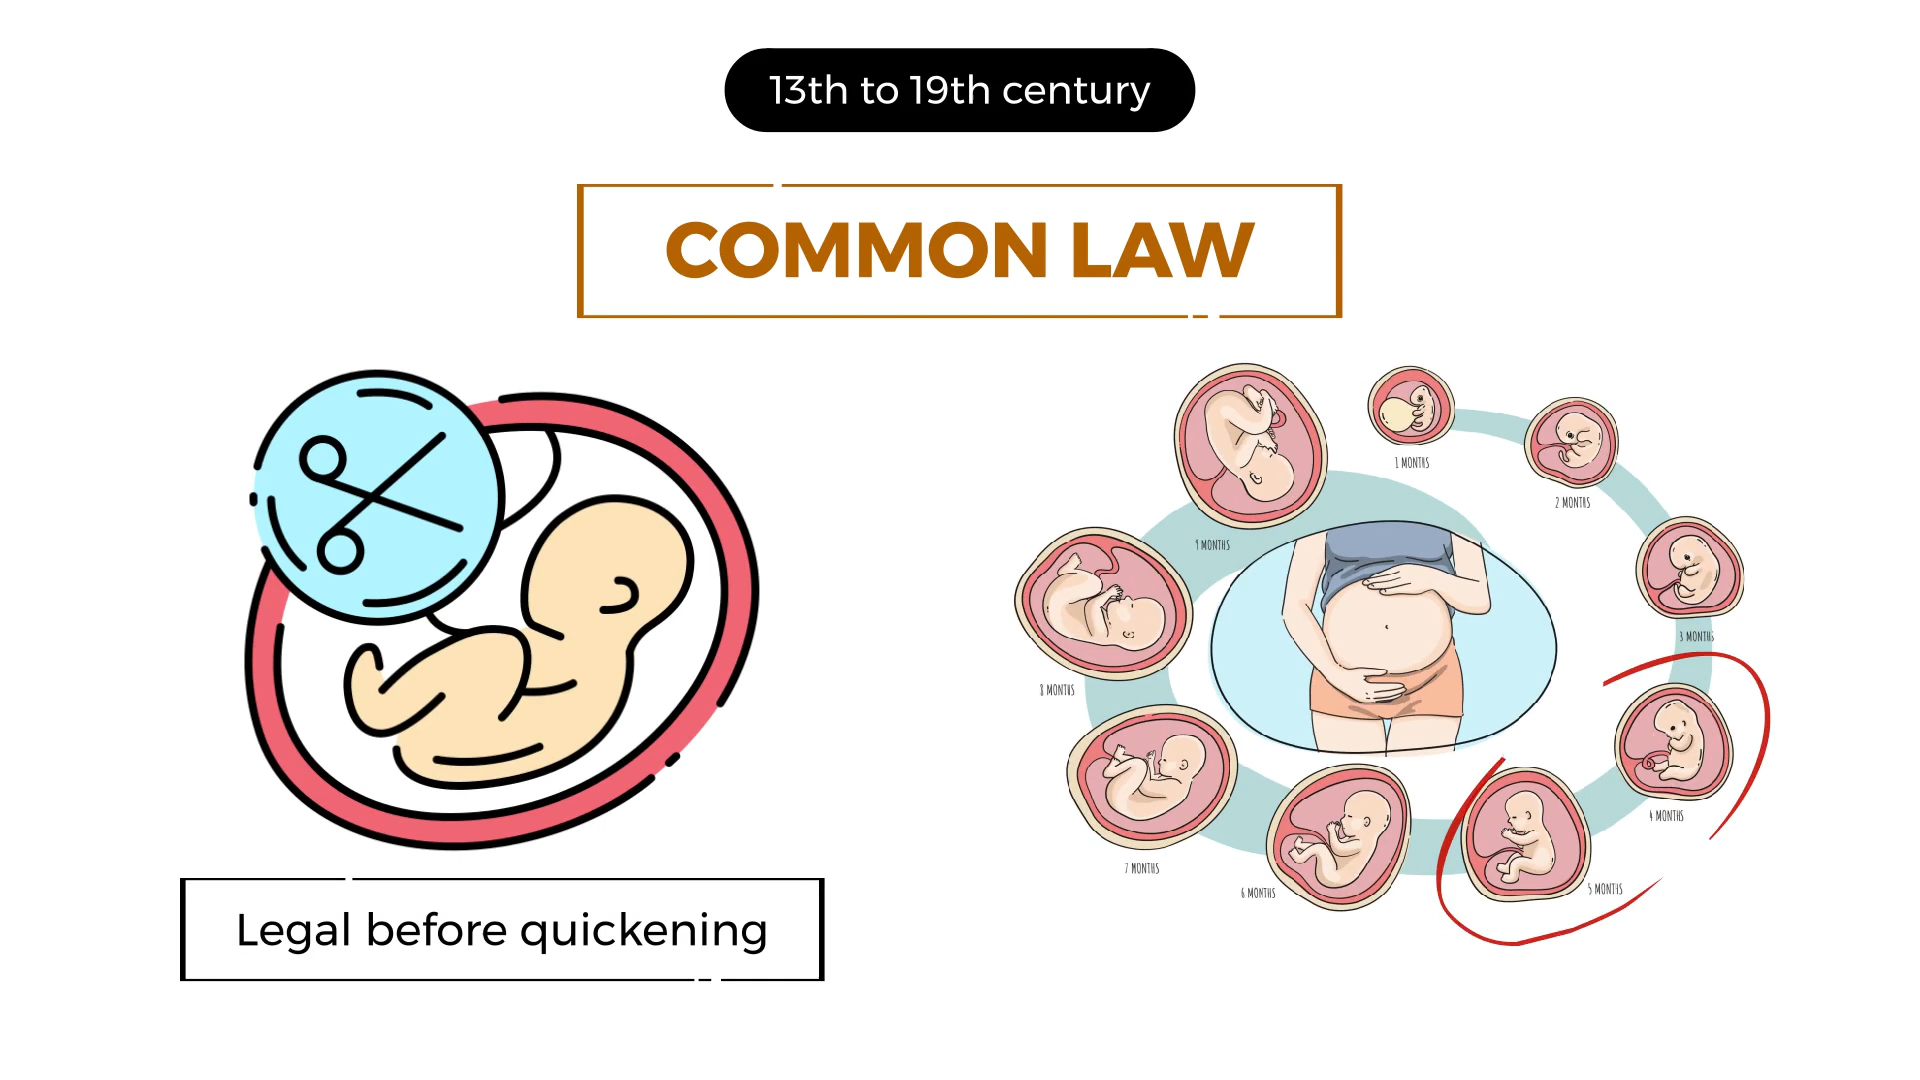 13th to 19th century
COMMON LAW
1 MONTHS
2 MONTHS
3 MONTHS
4 MONTHS
5 MONTHS
6 MONTHS
7 MONTHS
8 MONTHS
9 MONTHS
Legal before quickening